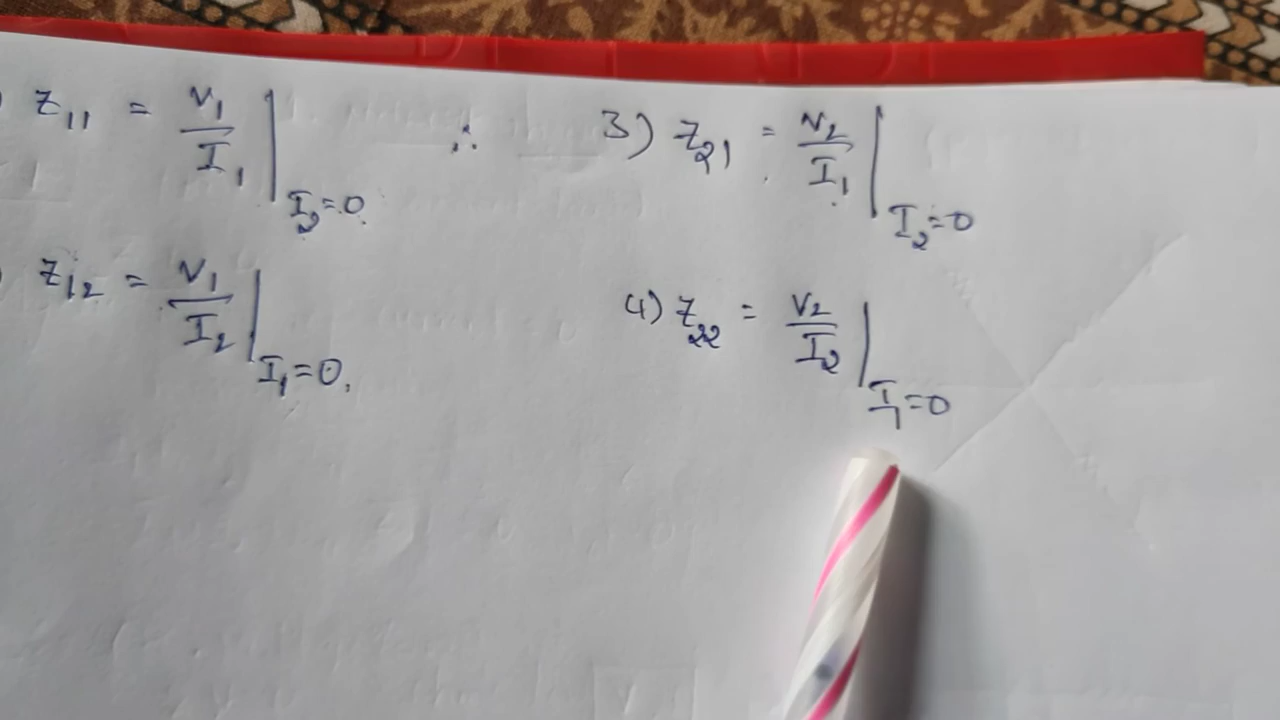 Z11 = V1/I1 | I2=0
Z12 = V1/I2 | I1=0.
∴
3) Z21 = V2/I1 | I2=0
4) Z22 = V2/I2 | I1=0